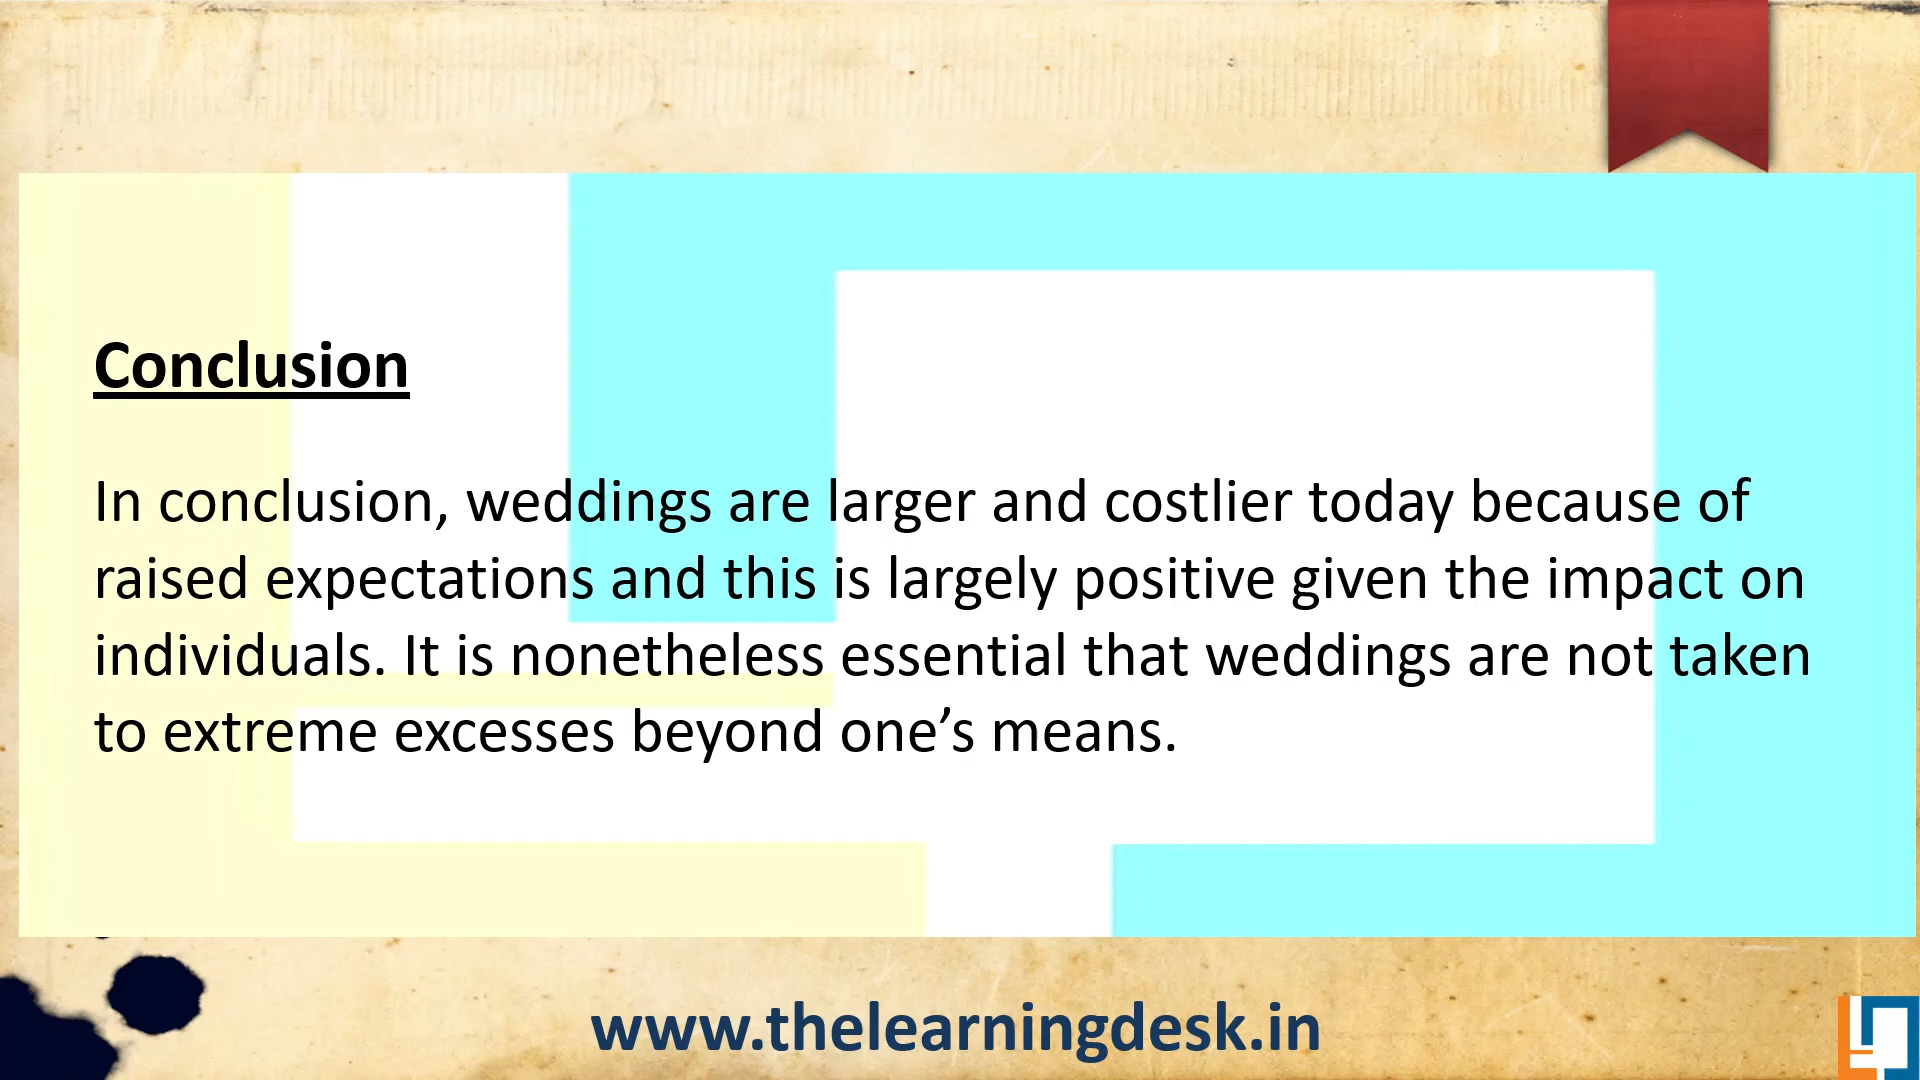 Conclusion
In conclusion, weddings are larger and costlier today because of
raised expectations and this is largely positive given the impact on
individuals. It is nonetheless essential that weddings are not taken
to extreme excesses beyond one’s means.
www.thelearningdesk.in